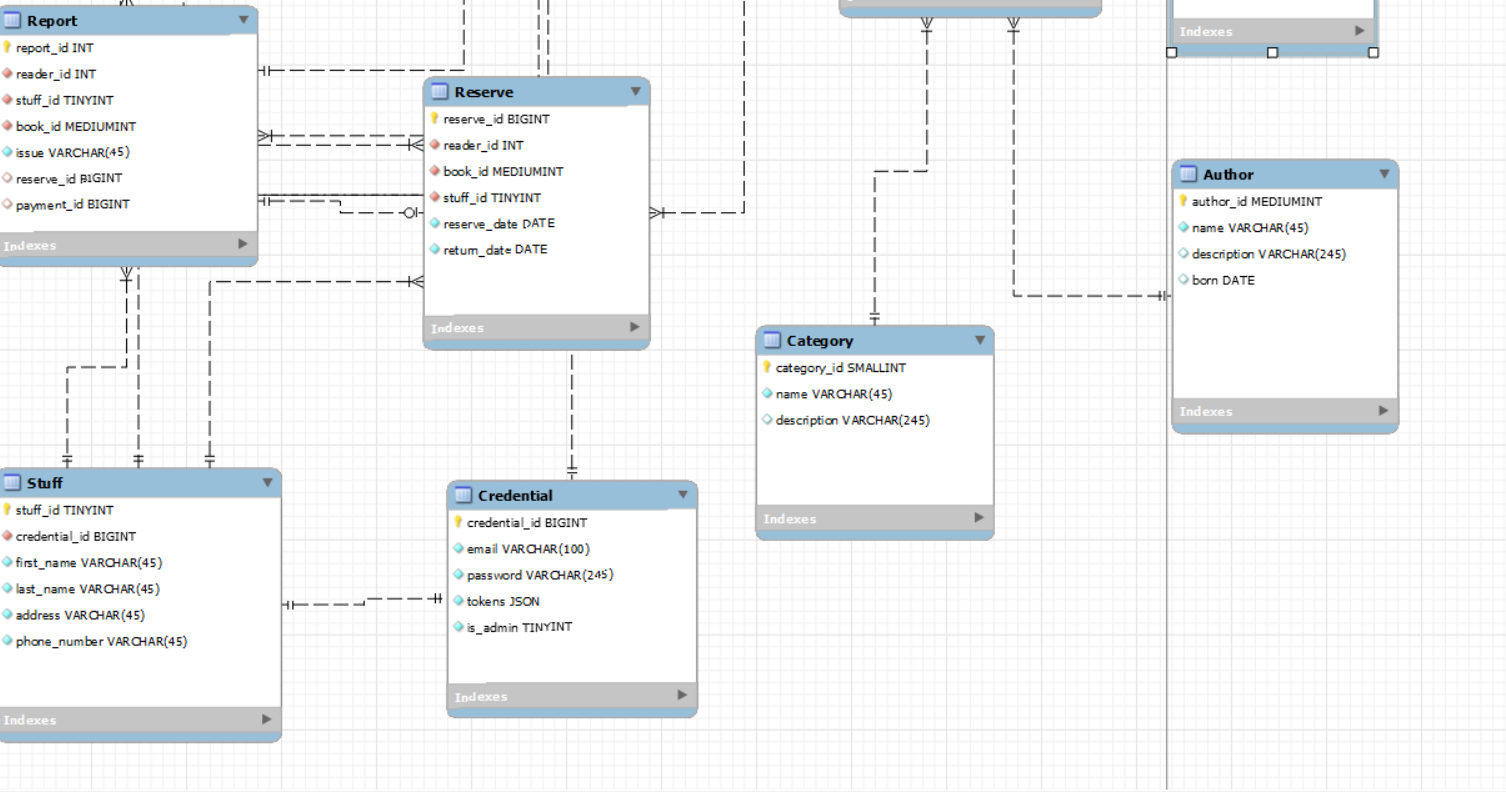 Report
report_id INT
reader_id INT
stuff_id TINYINT
book_id MEDIUMINT
issue VARCHAR(45)
reserve_id BIGINT
payment_id BIGINT
Indexes
Reserve
reserve_id BIGINT
reader_id INT
book_id MEDIUMINT
stuff_id TINYINT
reserve_date DATE
return_date DATE
Indexes
Indexes
Author
author_id MEDIUMINT
name VARCHAR(45)
description VARCHAR(245)
born DATE
Indexes
Category
category_id SMALLINT
name VARCHAR(45)
description VARCHAR(245)
Indexes
Stuff
stuff_id TINYINT
credential_id BIGINT
first_name VARCHAR(45)
last_name VARCHAR(45)
address VARCHAR(45)
phone_number VARCHAR(45)
Indexes
Credential
credential_id BIGINT
email VARCHAR(100)
password VARCHAR(245)
tokens JSON
is_admin TINYINT
Indexes